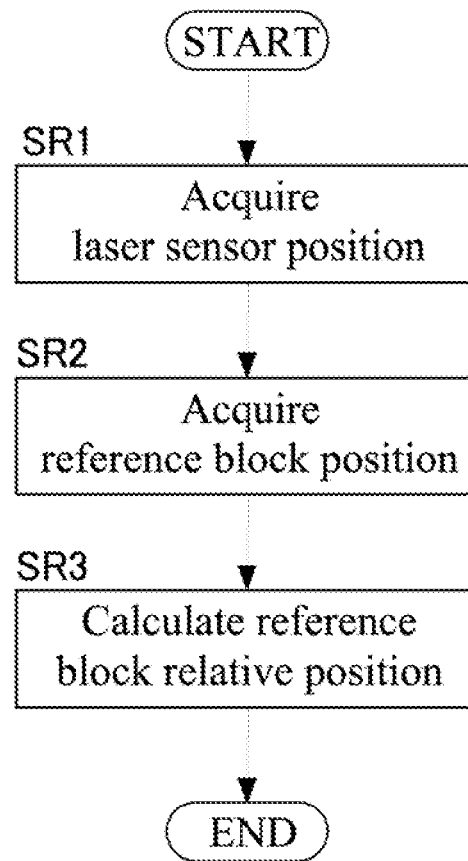 START
SR1
Acquire
laser sensor position
SR2
Acquire
reference block position
SR3
Calculate reference
block relative position
END